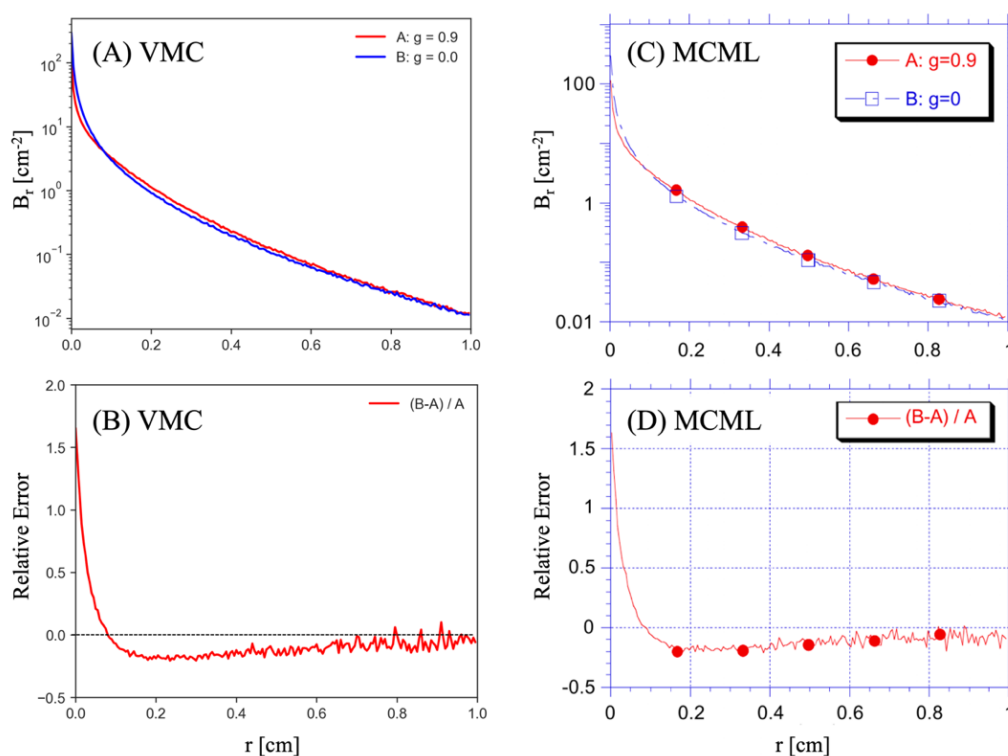 (A) VMC
A: g = 0.9
B: g = 0.0
B_r [cm^-2]
10^2
10^1
10^0
10^-1
10^-2
0.0 0.2 0.4 0.6 0.8 1.0
(C) MCML
A: g=0.9
B: g=0
B_r [cm^-2]
100
1
0.01
0 0.2 0.4 0.6 0.8 1
(B) VMC
(B-A) / A
Relative Error
2.0
1.5
1.0
0.5
0.0
−0.5
0.0 0.2 0.4 0.6 0.8 1.0
r [cm]
(D) MCML
(B-A) / A
Relative Error
2
1.5
1
0.5
0
-0.5
0 0.2 0.4 0.6 0.8 1
r [cm]